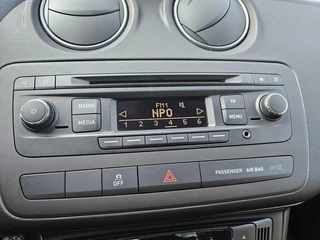 RADIO
MEDIA
FM1
NPO
1 2 3 4 5 6
TP
MENU
OFF
PASSENGER AIR BAG